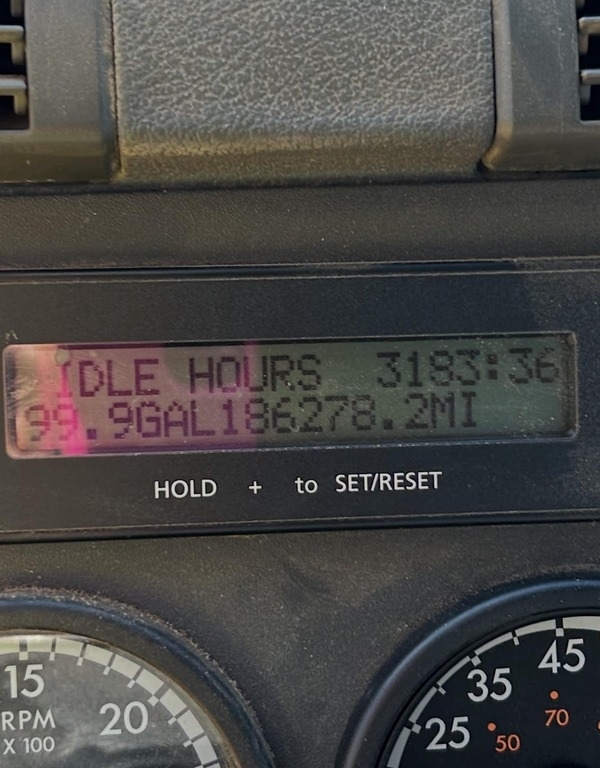 IDLE HOURS 3183:36
99.9GAL186278.2MI
HOLD + to SET/RESET
15
20
RPM
X 100
45
35
25
70
50